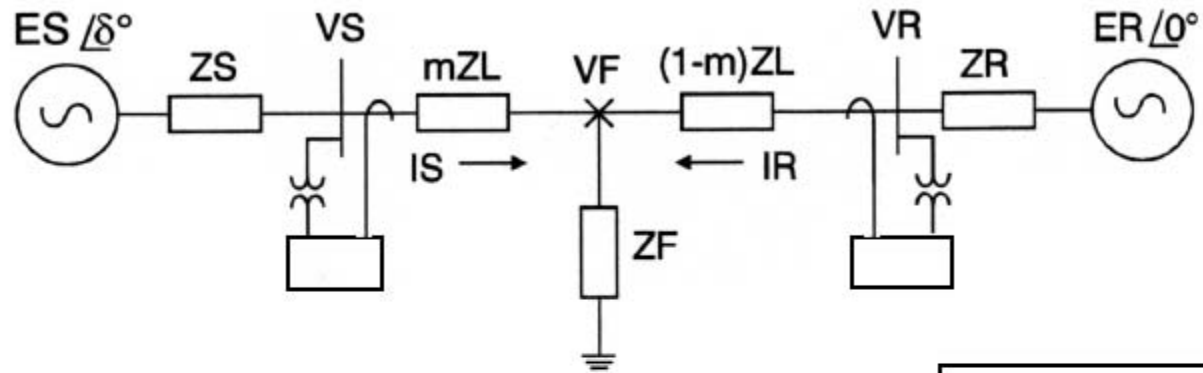 ES /δ°
VS
VR
ER /0°
ZS
mZL
VF
(1-m)ZL
ZR
IS
IR
ZF